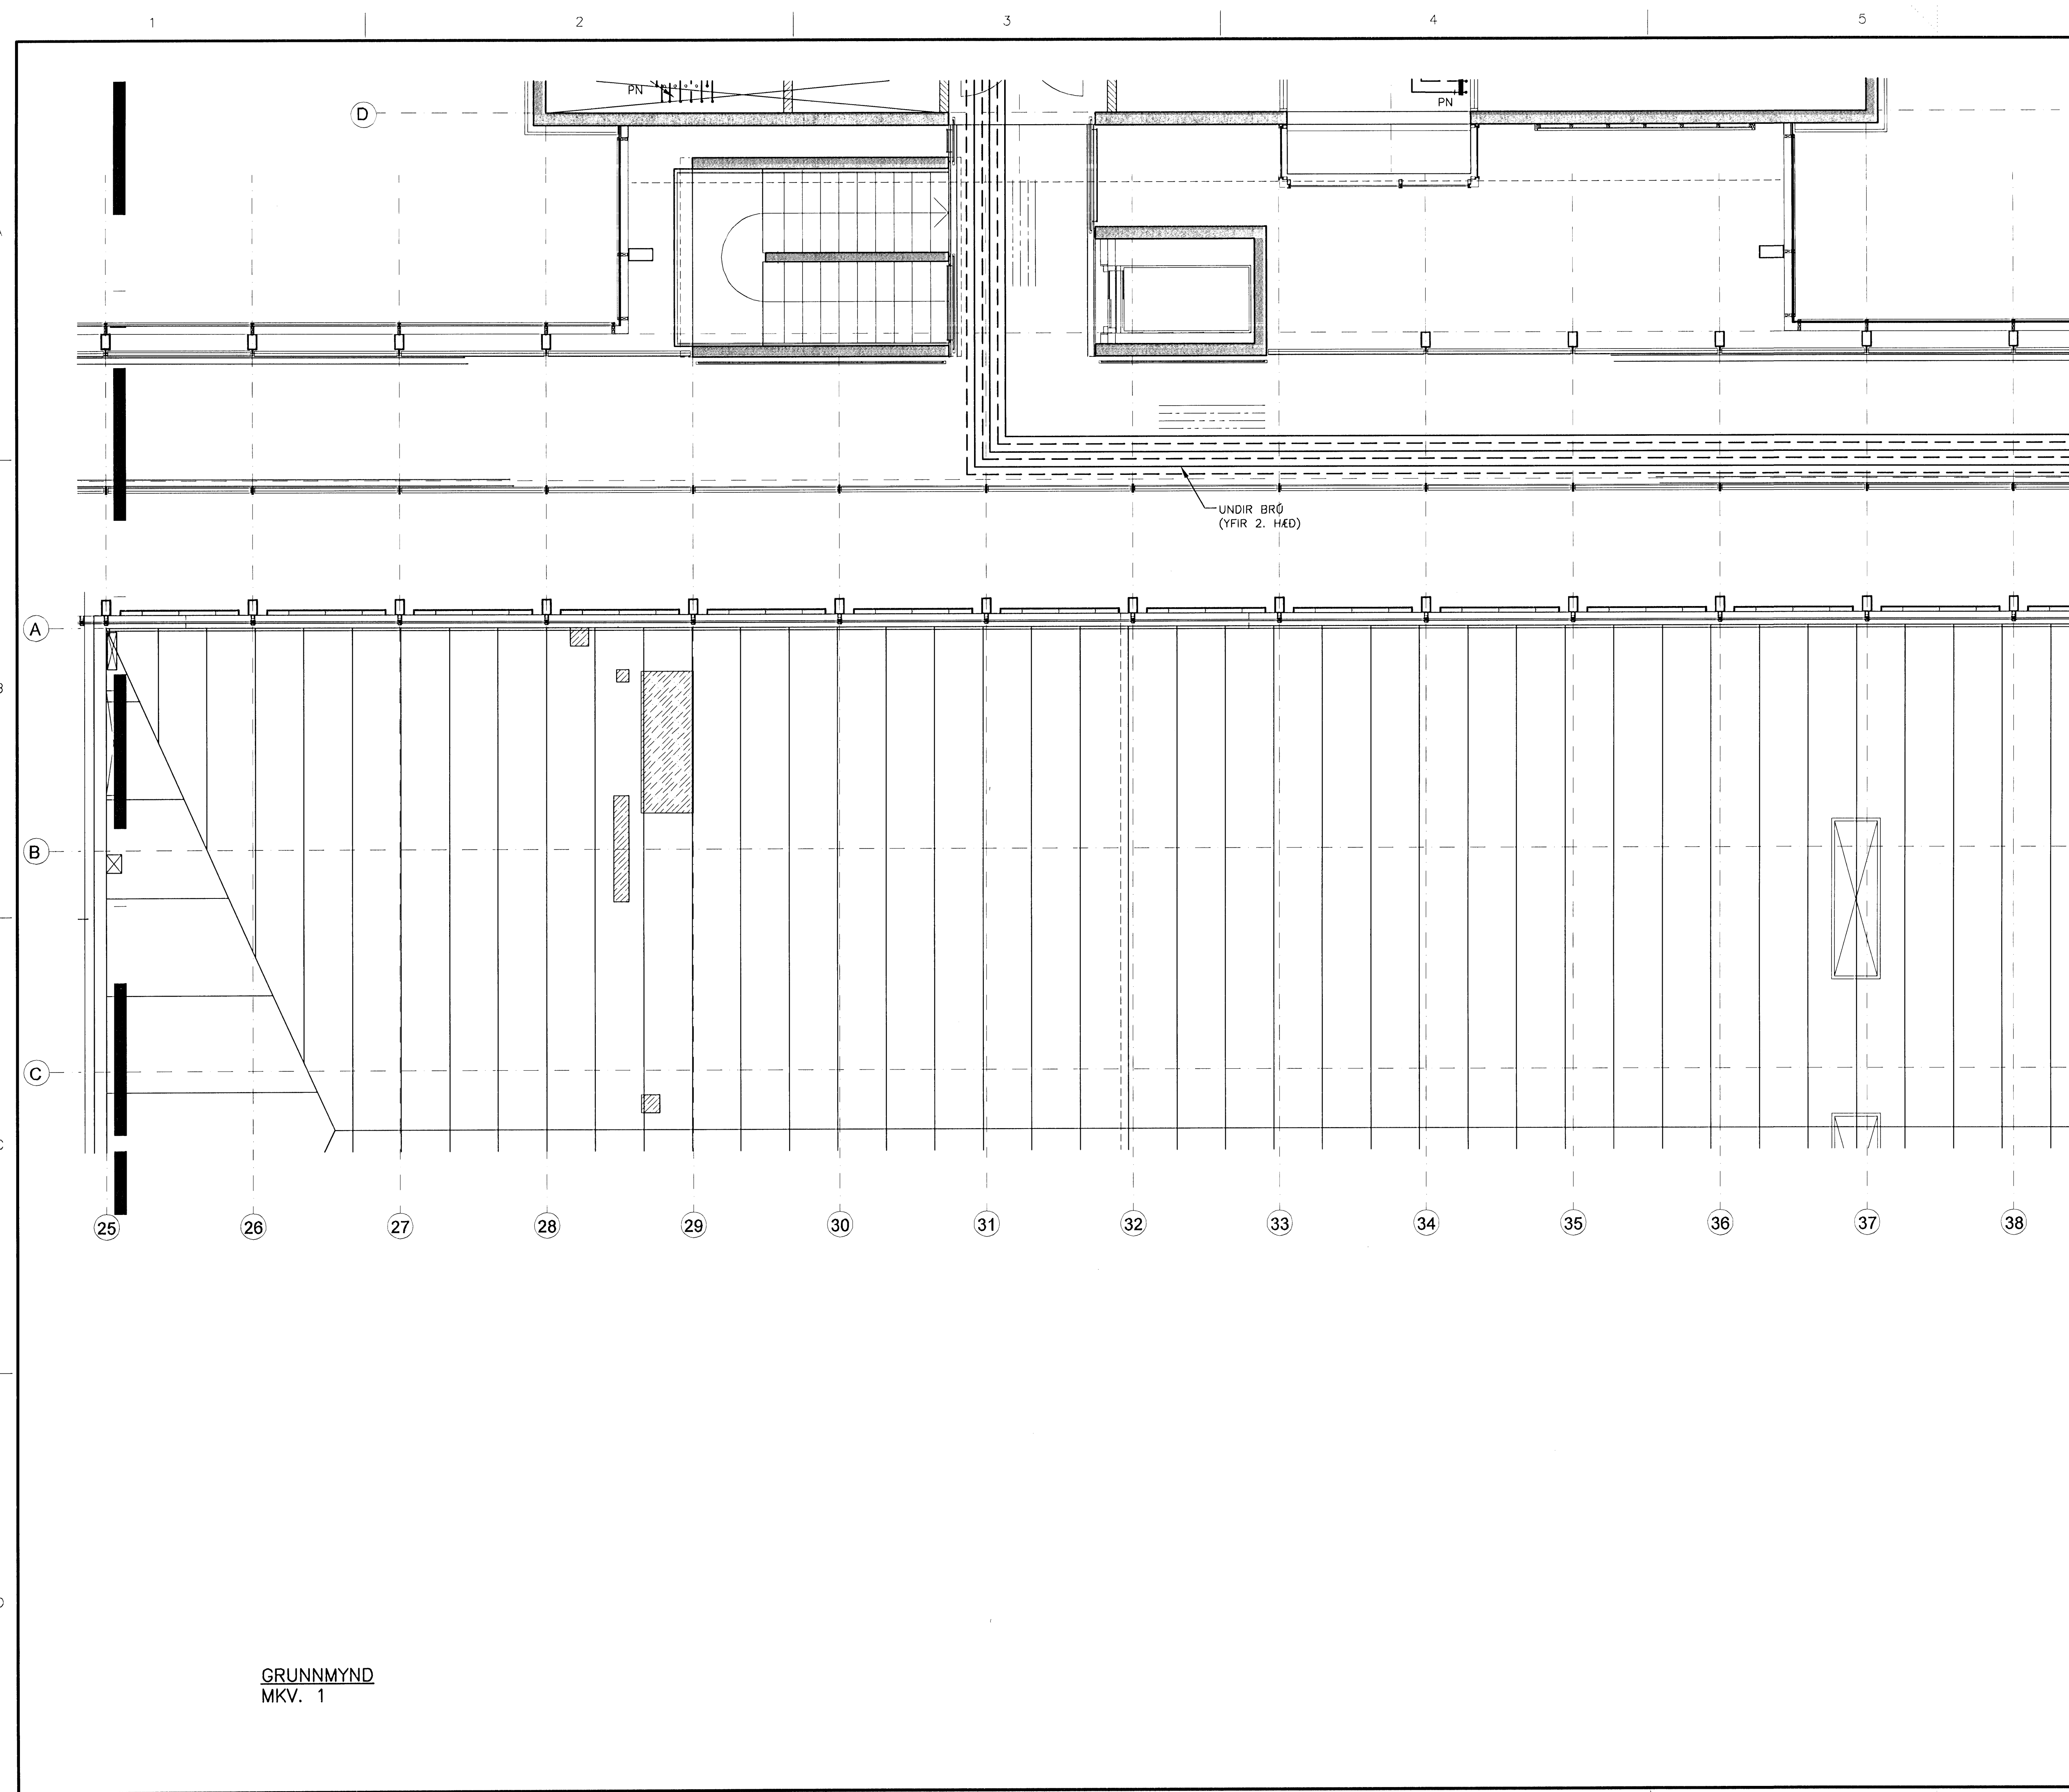 1 2 3 4 5
PN
PN
D
UNDIR BRÚ
(YFIR 2. HÆÐ)
A
B
C
25 26 27 28 29 30 31 32 33 34 35 36 37 38
GRUNNMYND
MKV. 1